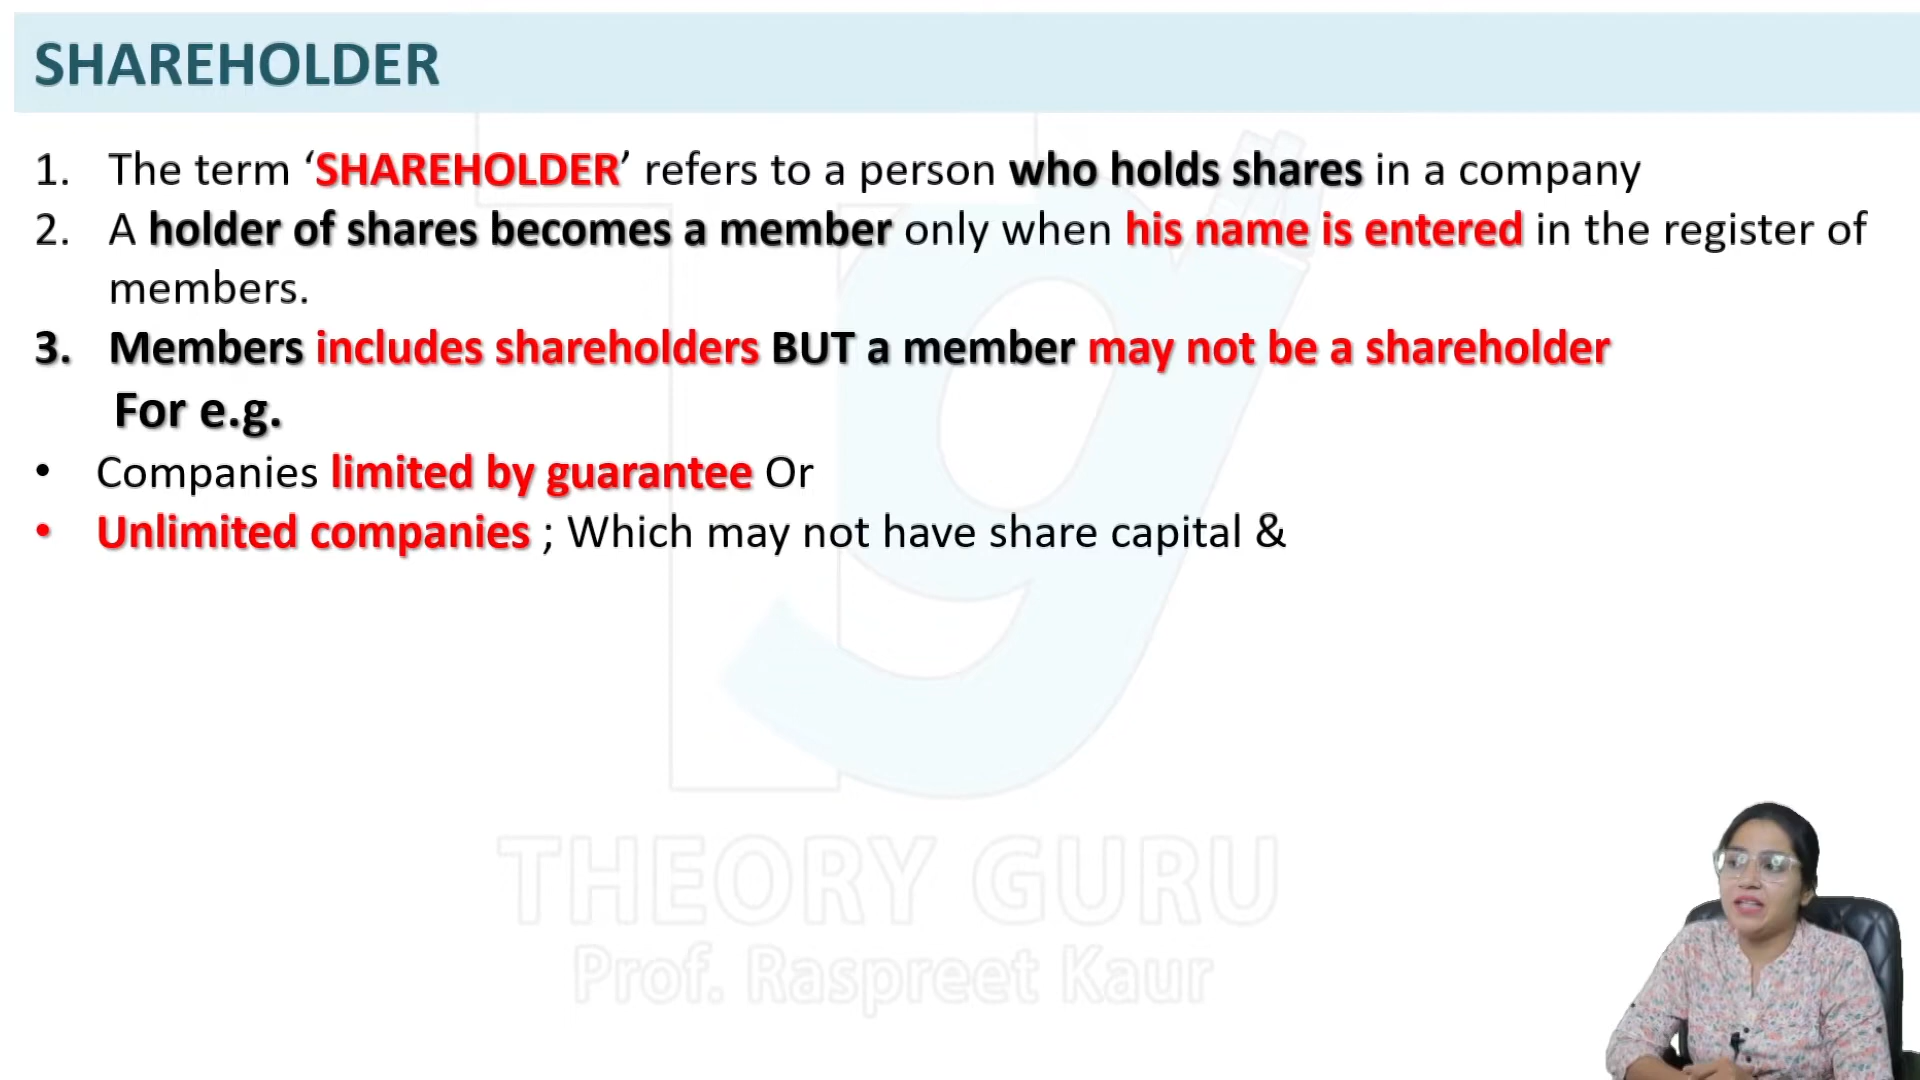 SHAREHOLDER
1. The term ‘SHAREHOLDER’ refers to a person who holds shares in a company
2. A holder of shares becomes a member only when his name is entered in the register of
members.
3. Members includes shareholders BUT a member may not be a shareholder
For e.g.
• Companies limited by guarantee Or
• Unlimited companies ; Which may not have share capital &
Tg
THEORY GURU
Prof. Raspreet Kaur